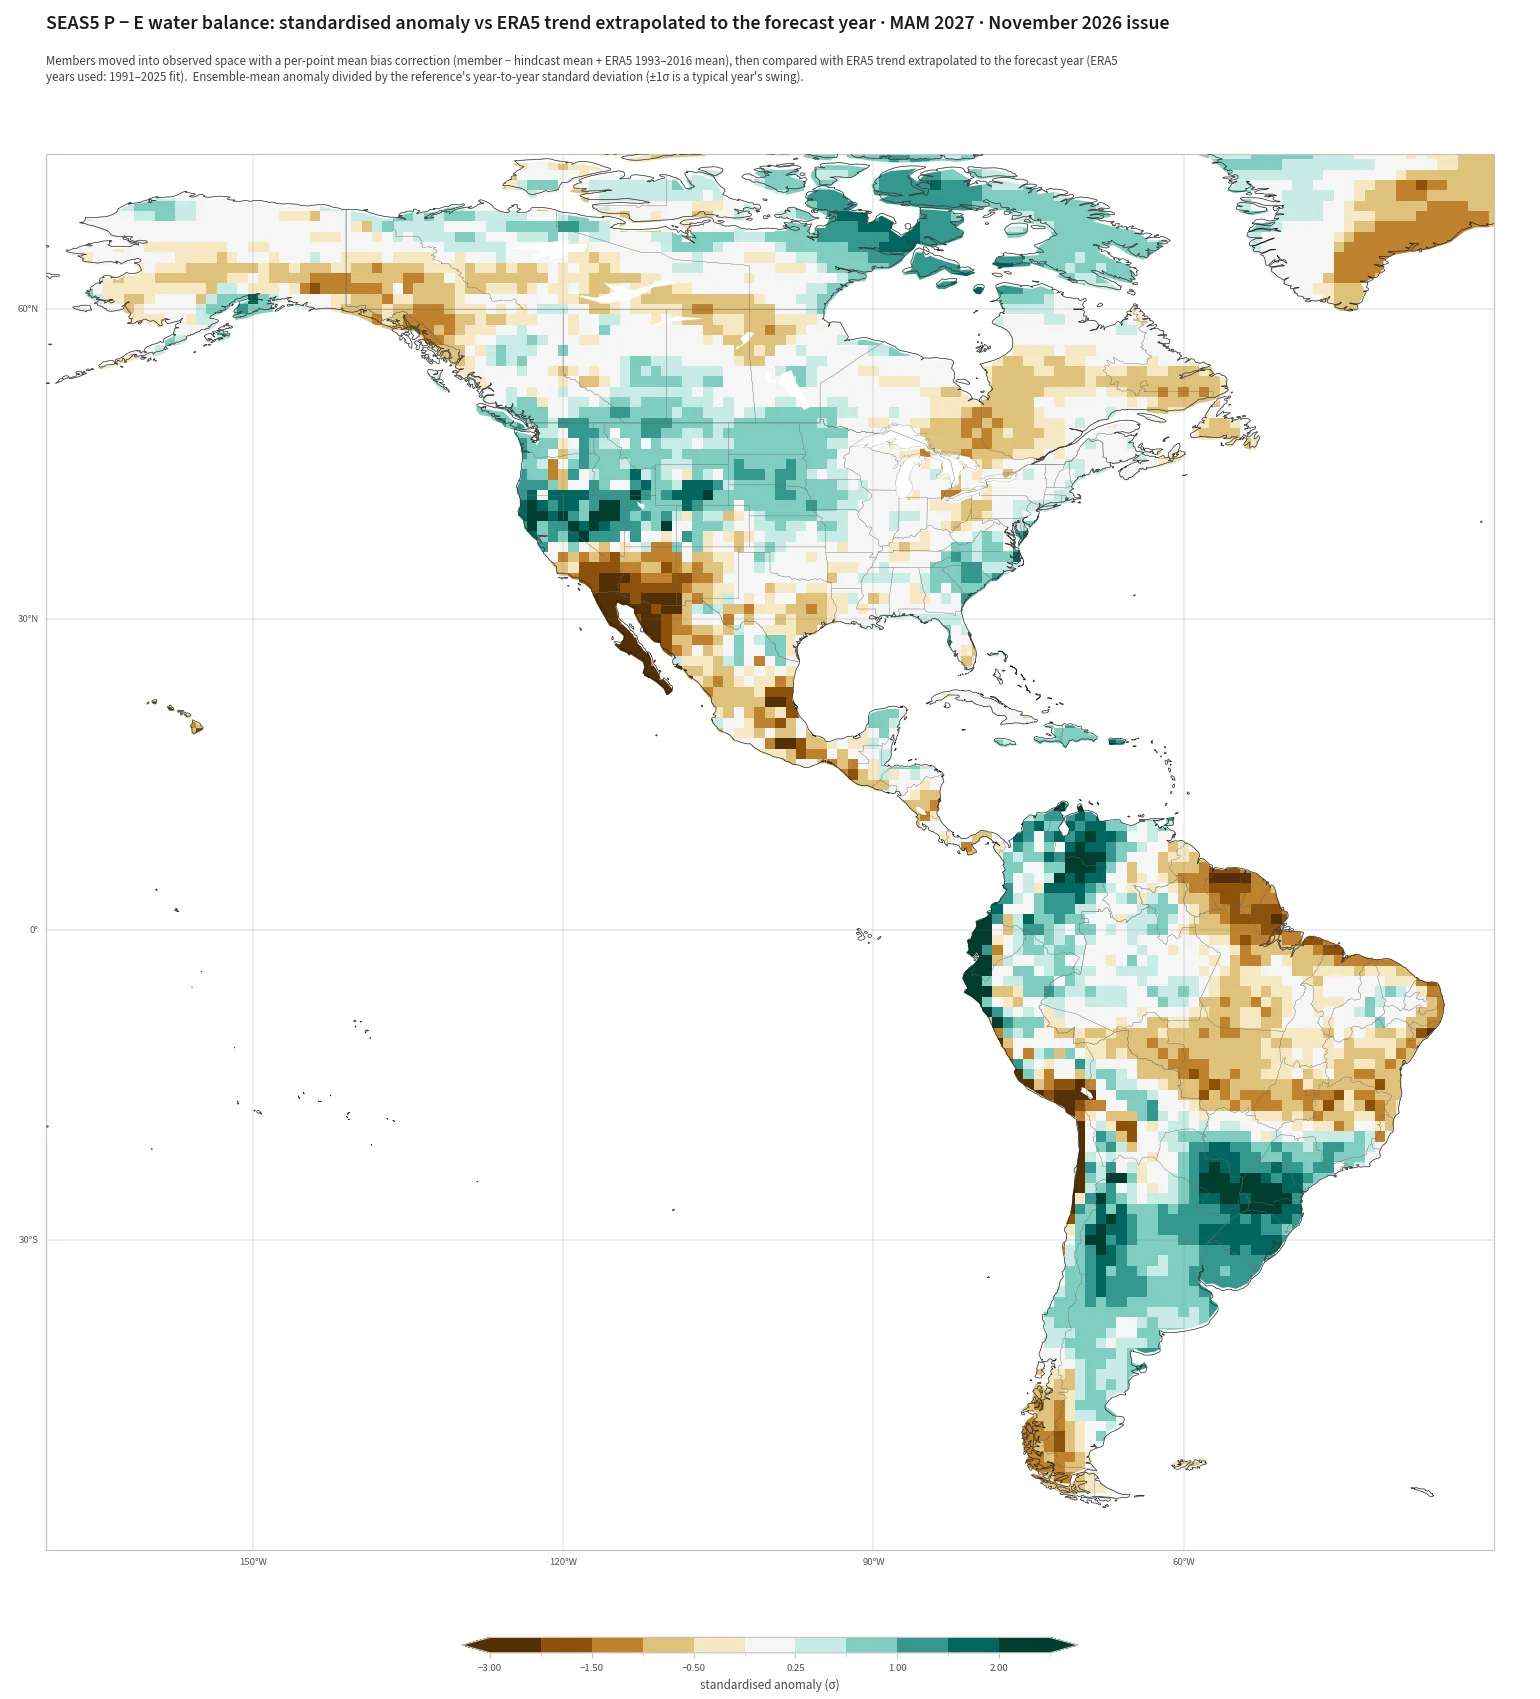 SEAS5 P − E water balance: standardised anomaly vs ERA5 trend extrapolated to the forecast year · MAM 2027 · November 2026 issue
Members moved into observed space with a per-point mean bias correction (member − hindcast mean + ERA5 1993–2016 mean), then compared with ERA5 trend extrapolated to the forecast year (ERA5
years used: 1991–2025 fit). Ensemble-mean anomaly divided by the reference's year-to-year standard deviation (±1σ is a typical year's swing).
60°N
30°N
0°
30°S
150°W
120°W
90°W
60°W
−3.00
−1.50
−0.50
0.25
1.00
2.00
standardised anomaly (σ)